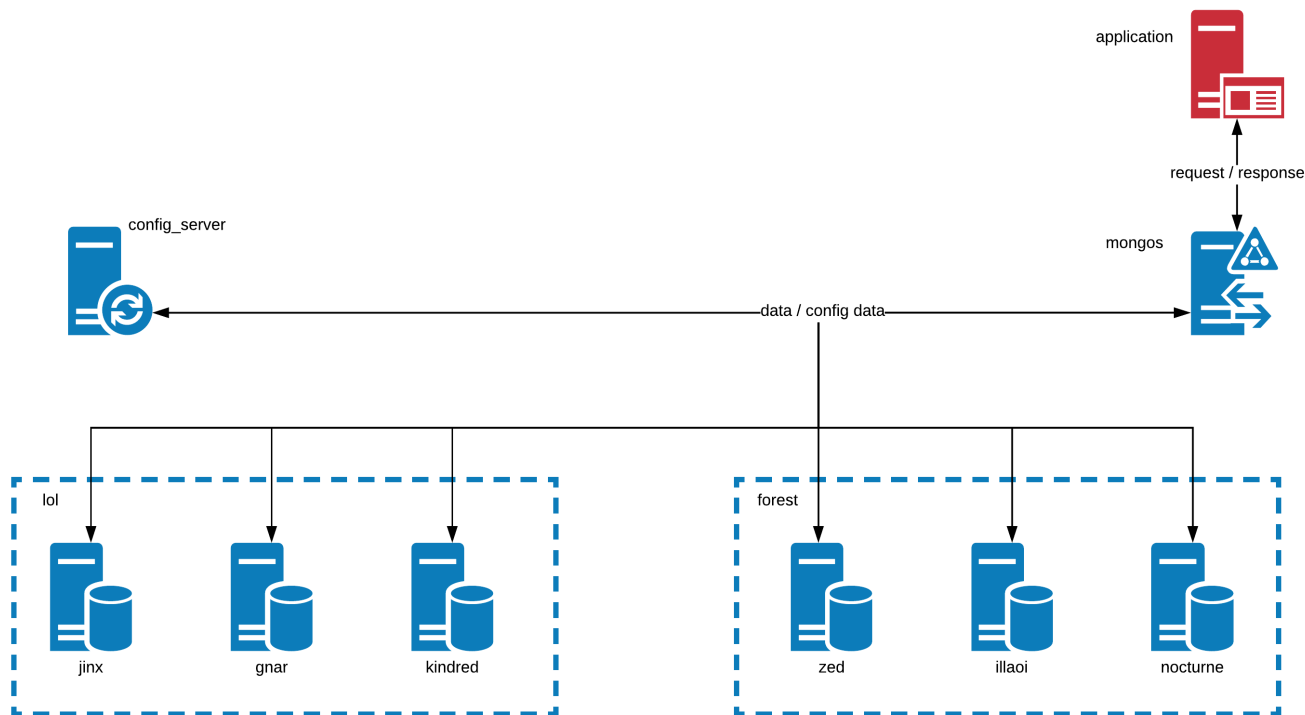 application
request / response
config_server
mongos
data / config data
lol
forest
jinx
gnar
kindred
zed
illaoi
nocturne